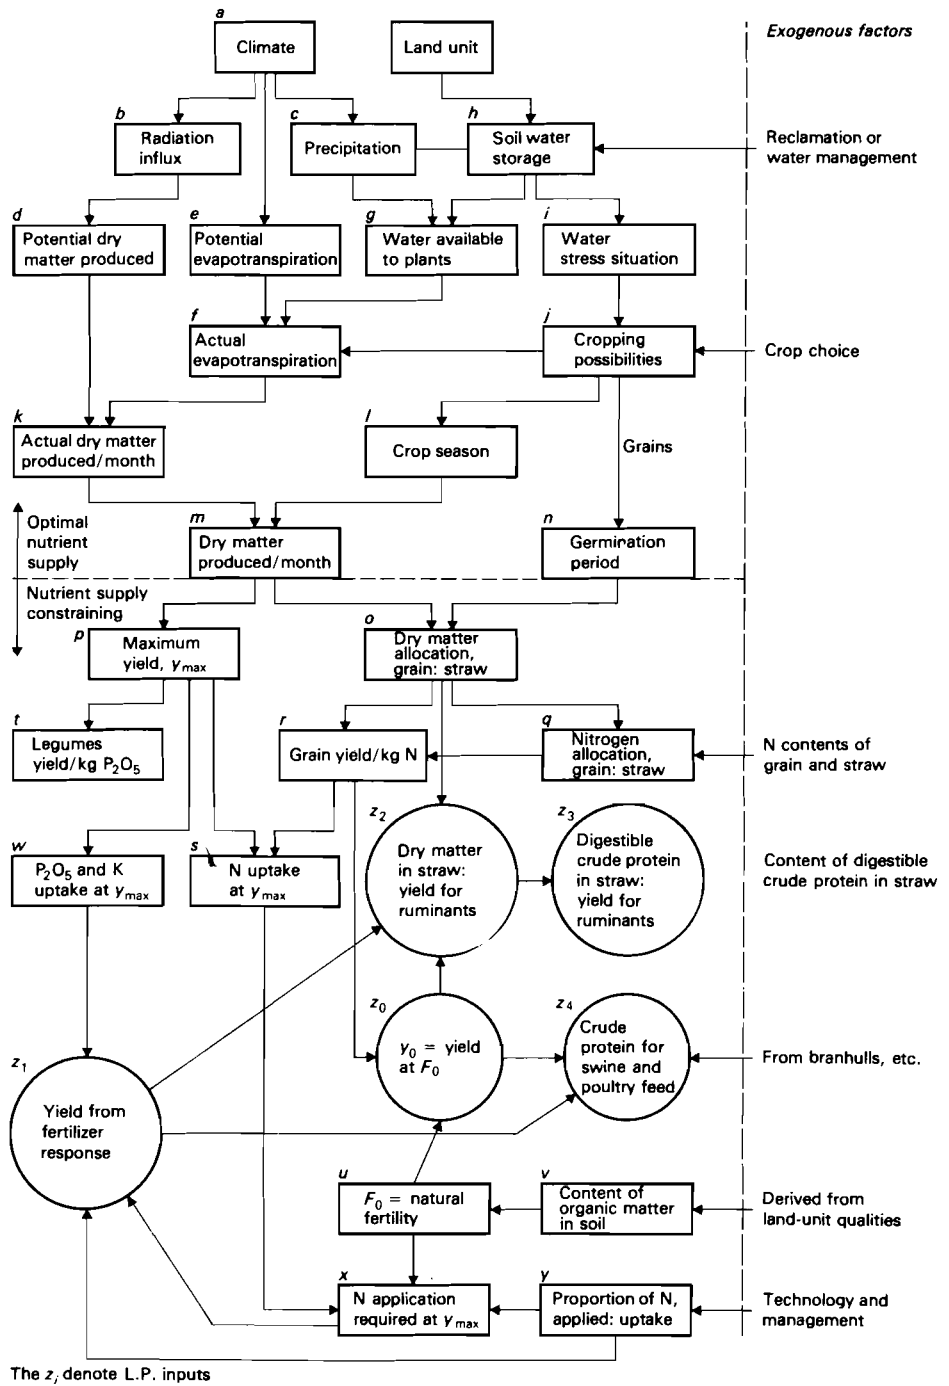 a
Climate
Land unit
Exogenous factors
b
Radiation
influx
c
Precipitation
h
Soil water
storage
Reclamation or
water management
d
Potential dry
matter produced
e
Potential
evapotranspiration
g
Water available
to plants
i
Water
stress situation
f
Actual
evapotranspiration
j
Cropping
possibilities
Crop choice
k
Actual dry matter
produced/month
l
Crop season
Grains
Optimal
nutrient
supply
m
Dry matter
produced/month
n
Germination
period
Nutrient supply
constraining
p
Maximum
yield, y_max
o
Dry matter
allocation,
grain: straw
t
Legumes
yield/kg P₂O₅
r
Grain yield/kg N
q
Nitrogen
allocation,
grain: straw
N contents of
grain and straw
z₂
Dry matter
in straw:
yield for
ruminants
z₃
Digestible
crude protein
in straw:
yield for
ruminants
Content of digestible
crude protein in straw
w
P₂O₅ and K
uptake at y_max
s
N uptake
at y_max
z₀
y₀ = yield
at F₀
z₄
Crude
protein for
swine and
poultry feed
From branhulls, etc.
z₁
Yield from
fertilizer
response
u
F₀ = natural
fertility
v
Content of
organic matter
in soil
Derived from
land-unit qualities
x
N application
required at y_max
y
Proportion of N,
applied: uptake
Technology and
management
The z_i denote L.P. inputs